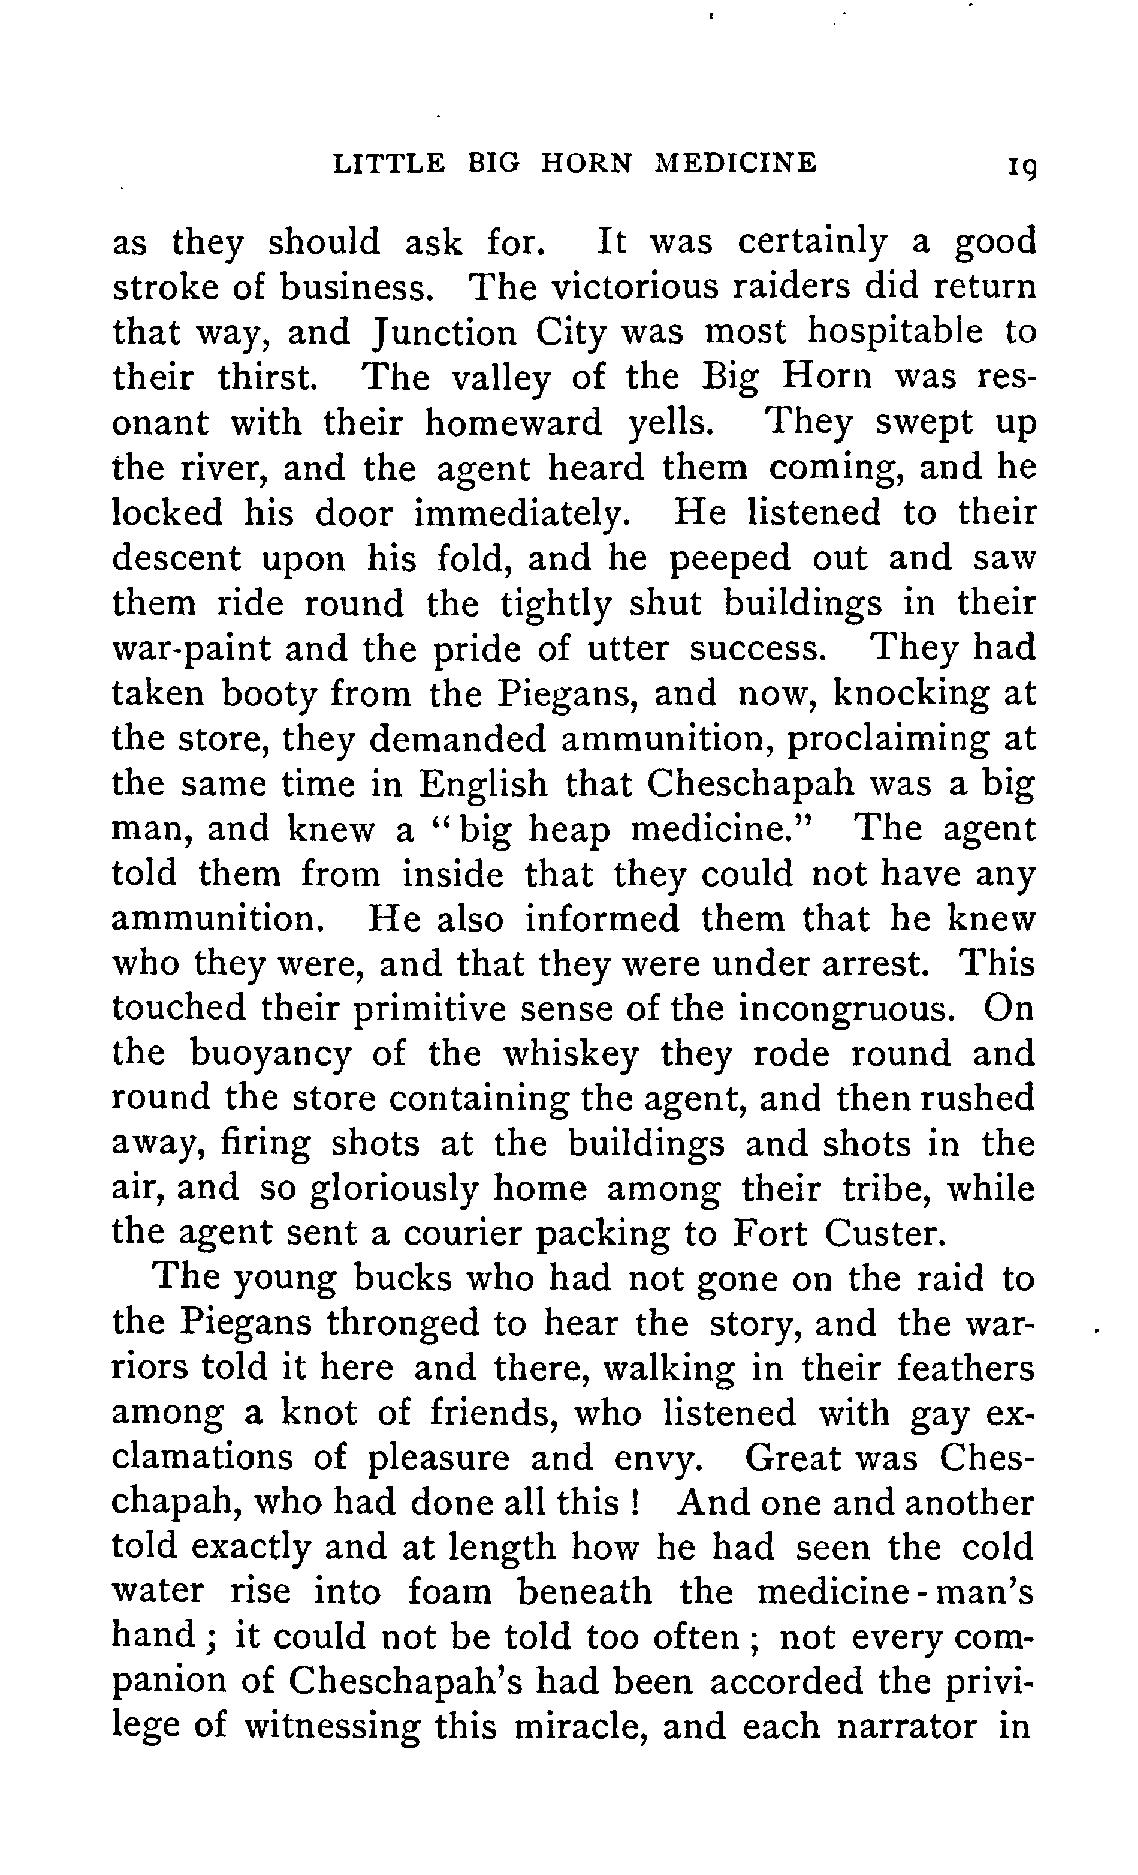 LITTLE BIG HORN MEDICINE 19
as they should ask for. It was certainly a good
stroke of business. The victorious raiders did return
that way, and Junction City was most hospitable to
their thirst. The valley of the Big Horn was res-
onant with their homeward yells. They swept up
the river, and the agent heard them coming, and he
locked his door immediately. He listened to their
descent upon his fold, and he peeped out and saw
them ride round the tightly shut buildings in their
war-paint and the pride of utter success. They had
taken booty from the Piegans, and now, knocking at
the store, they demanded ammunition, proclaiming at
the same time in English that Cheschapah was a big
man, and knew a “big heap medicine.” The agent
told them from inside that they could not have any
ammunition. He also informed them that he knew
who they were, and that they were under arrest. This
touched their primitive sense of the incongruous. On
the buoyancy of the whiskey they rode round and
round the store containing the agent, and then rushed
away, firing shots at the buildings and shots in the
air, and so gloriously home among their tribe, while
the agent sent a courier packing to Fort Custer.
The young bucks who had not gone on the raid to
the Piegans thronged to hear the story, and the war-
riors told it here and there, walking in their feathers
among a knot of friends, who listened with gay ex-
clamations of pleasure and envy. Great was Ches-
chapah, who had done all this! And one and another
told exactly and at length how he had seen the cold
water rise into foam beneath the medicine-man's
hand; it could not be told too often; not every com-
panion of Cheschapah's had been accorded the privi-
lege of witnessing this miracle, and each narrator in